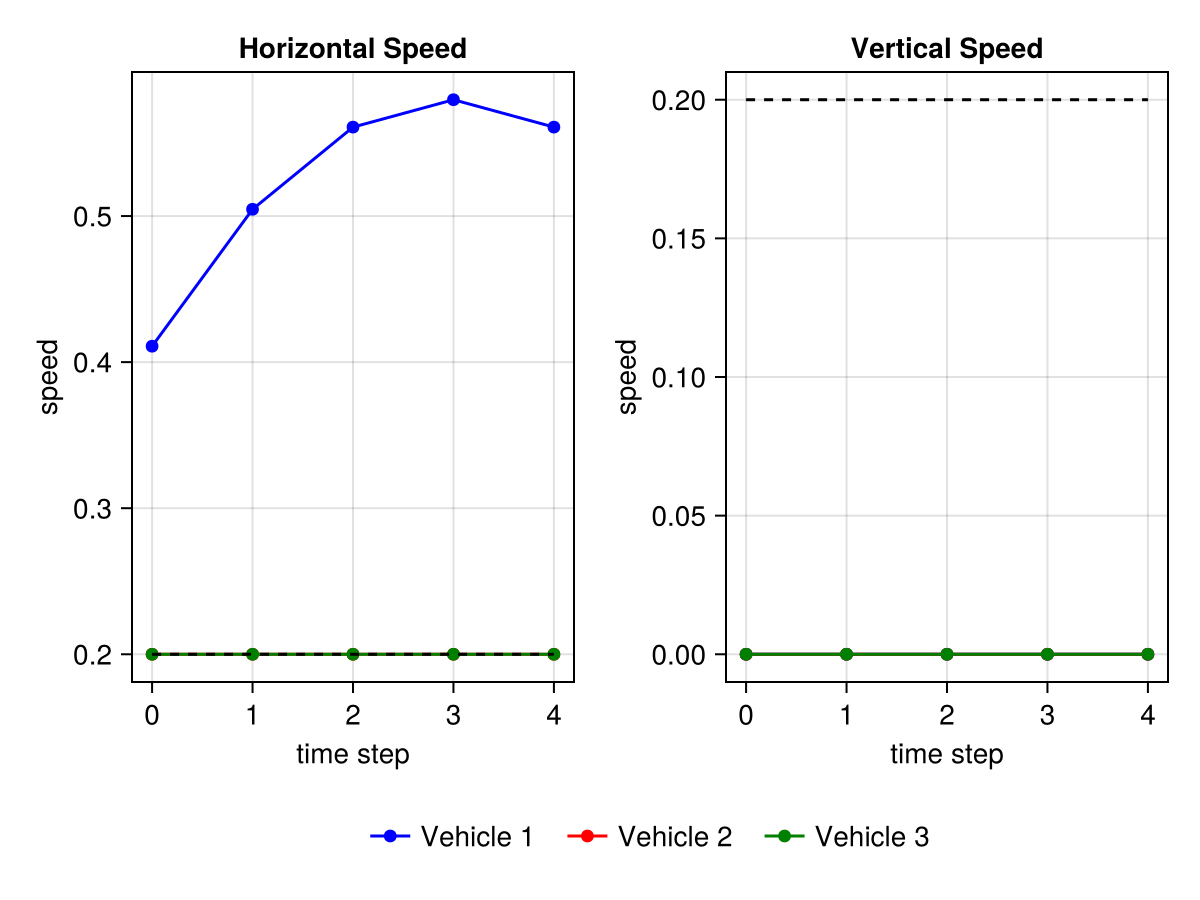 Horizontal Speed
speed
0.5
0.4
0.3
0.2
0 1 2 3 4
time step
Vertical Speed
speed
0.20
0.15
0.10
0.05
0.00
0 1 2 3 4
time step
Vehicle 1 Vehicle 2 Vehicle 3